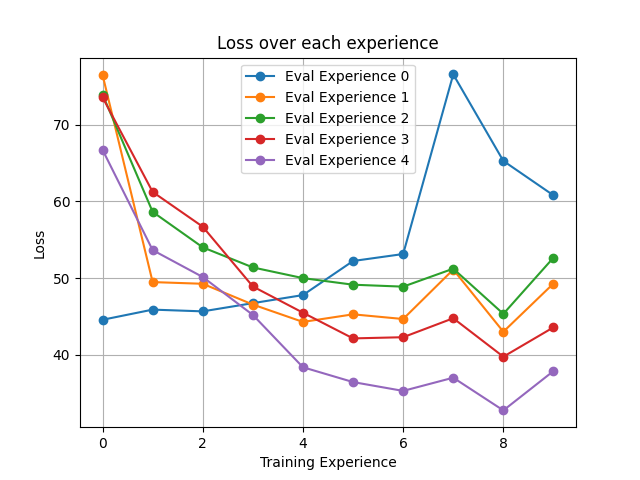 Loss over each experience
Eval Experience 0
Eval Experience 1
Eval Experience 2
Eval Experience 3
Eval Experience 4
Loss
70
60
50
40
0 2 4 6 8
Training Experience